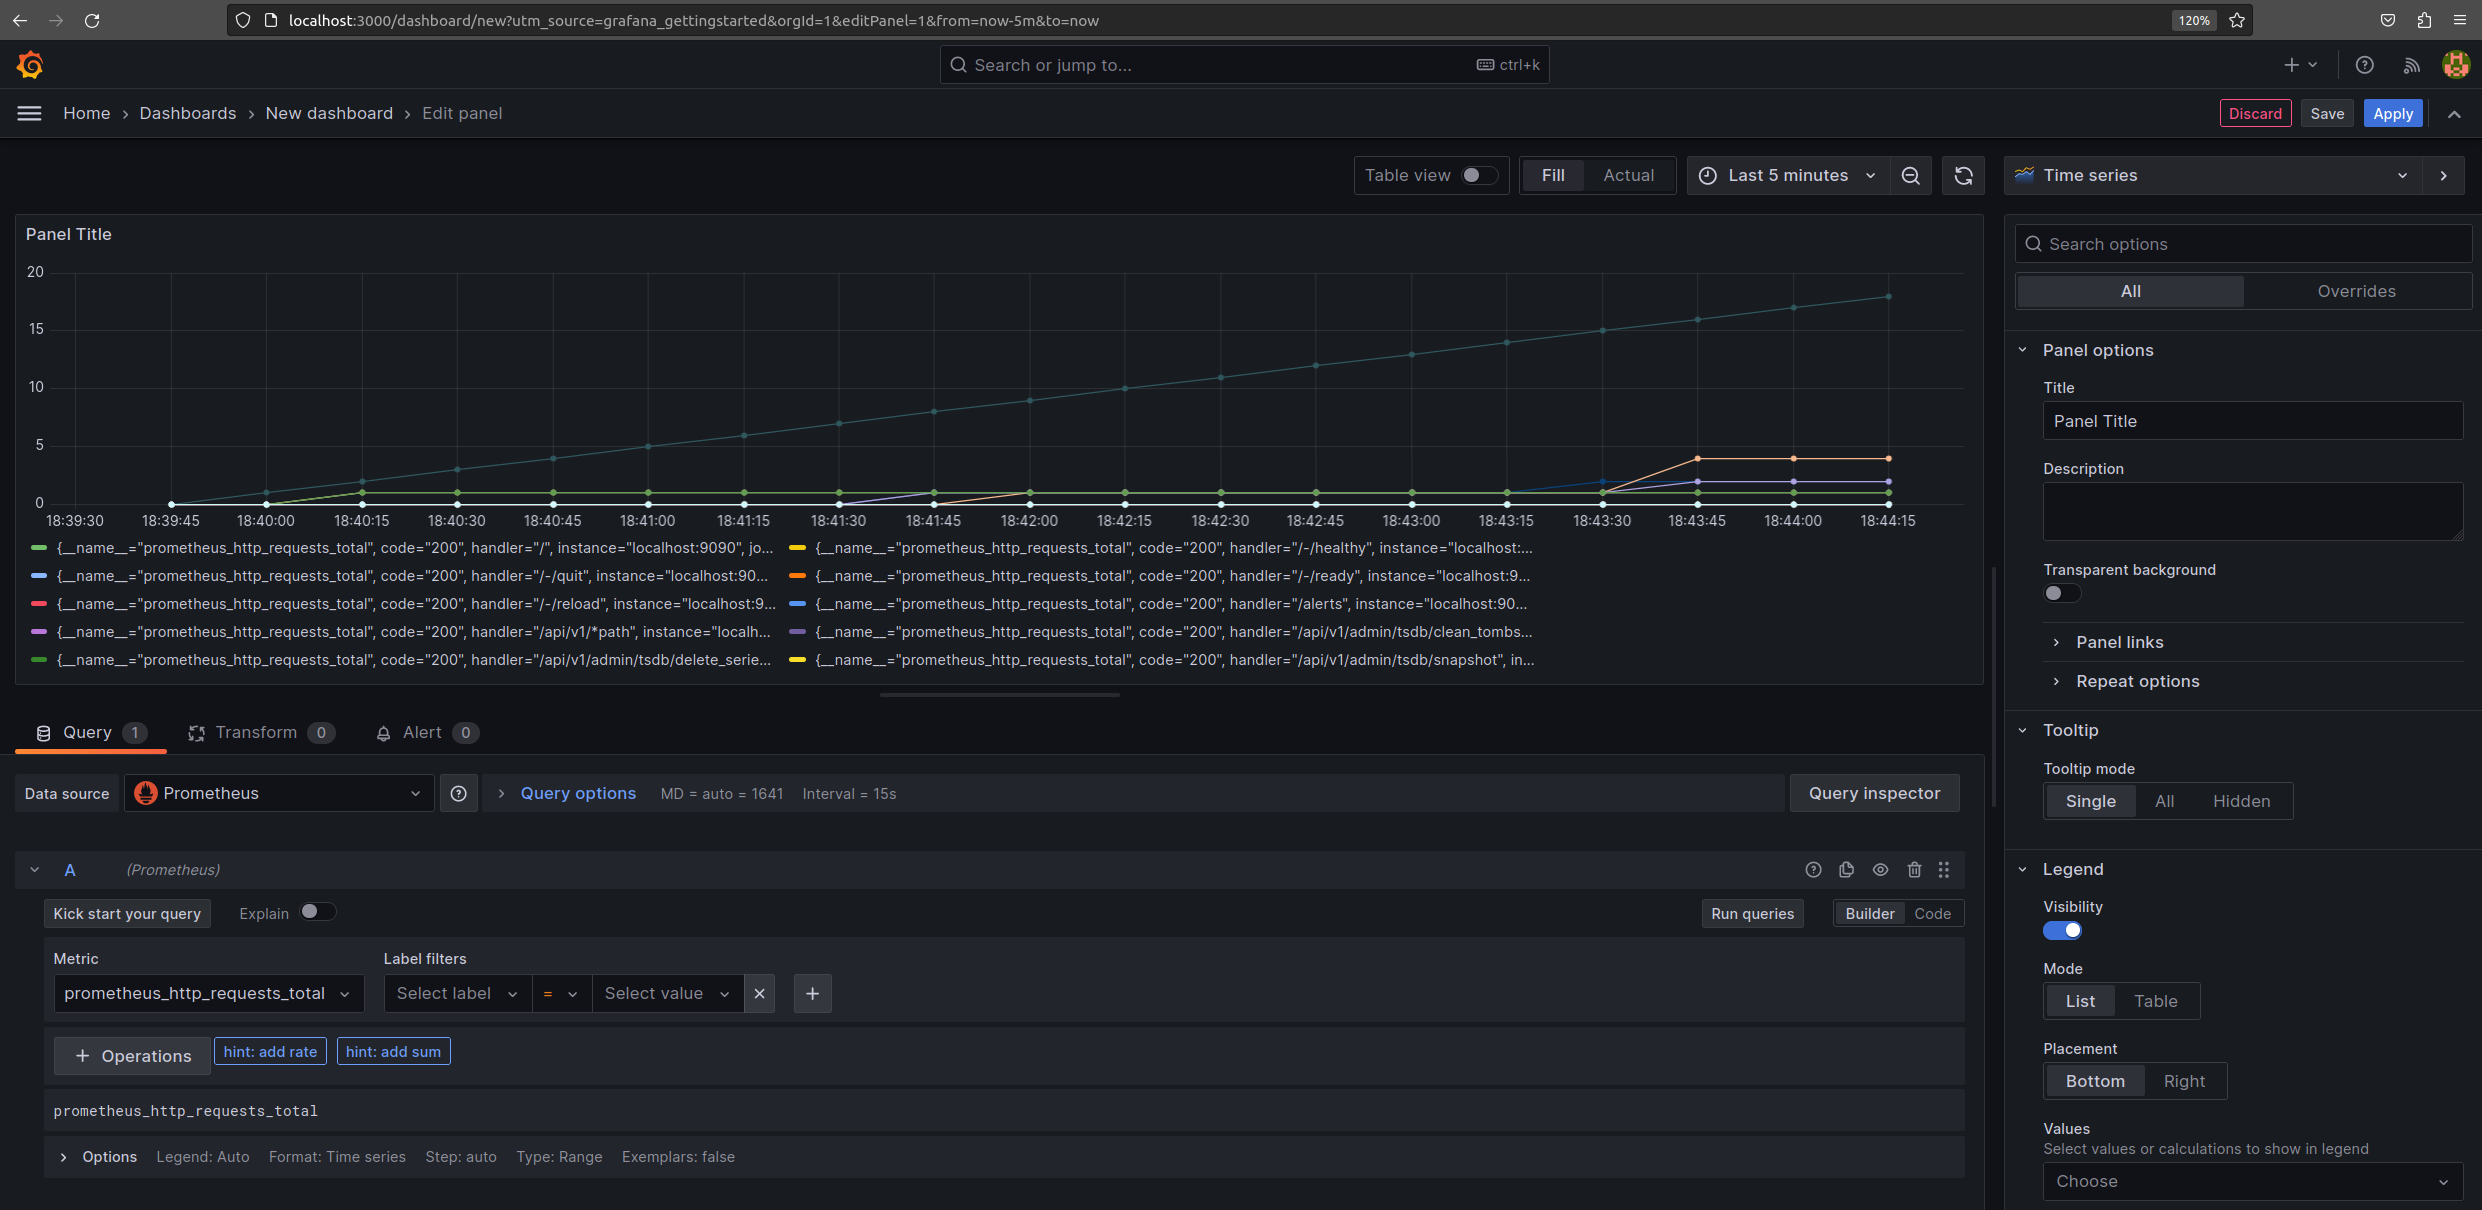 localhost:3000/dashboard/new?utm_source=grafana_gettingstarted&orgId=1&editPanel=1&from=now-5m&to=now
120%
Search or jump to...
ctrl+k
Home › Dashboards › New dashboard › Edit panel
Discard
Save
Apply
Table view
Fill
Actual
Last 5 minutes
Time series
Panel Title
20
15
10
5
0
18:39:30 18:39:45 18:40:00 18:40:15 18:40:30 18:40:45 18:41:00 18:41:15 18:41:30 18:41:45 18:42:00 18:42:15 18:42:30 18:42:45 18:43:00 18:43:15 18:43:30 18:43:45 18:44:00 18:44:15
{__name__="prometheus_http_requests_total", code="200", handler="/", instance="localhost:9090", jo...
{__name__="prometheus_http_requests_total", code="200", handler="/-/healthy", instance="localhost:...
{__name__="prometheus_http_requests_total", code="200", handler="/-/quit", instance="localhost:90...
{__name__="prometheus_http_requests_total", code="200", handler="/-/ready", instance="localhost:9...
{__name__="prometheus_http_requests_total", code="200", handler="/-/reload", instance="localhost:9...
{__name__="prometheus_http_requests_total", code="200", handler="/alerts", instance="localhost:90...
{__name__="prometheus_http_requests_total", code="200", handler="/api/v1/*path", instance="localh...
{__name__="prometheus_http_requests_total", code="200", handler="/api/v1/admin/tsdb/clean_tombs...
{__name__="prometheus_http_requests_total", code="200", handler="/api/v1/admin/tsdb/delete_serie...
{__name__="prometheus_http_requests_total", code="200", handler="/api/v1/admin/tsdb/snapshot", in...
Query 1
Transform 0
Alert 0
Data source
Prometheus
Query options
MD = auto = 1641
Interval = 15s
Query inspector
A
(Prometheus)
Kick start your query
Explain
Run queries
Builder
Code
Metric
Label filters
prometheus_http_requests_total
Select label
=
Select value
+ Operations
hint: add rate
hint: add sum
prometheus_http_requests_total
Options
Legend: Auto
Format: Time series
Step: auto
Type: Range
Exemplars: false
Search options
All
Overrides
Panel options
Title
Panel Title
Description
Transparent background
Panel links
Repeat options
Tooltip
Tooltip mode
Single
All
Hidden
Legend
Visibility
Mode
List
Table
Placement
Bottom
Right
Values
Select values or calculations to show in legend
Choose